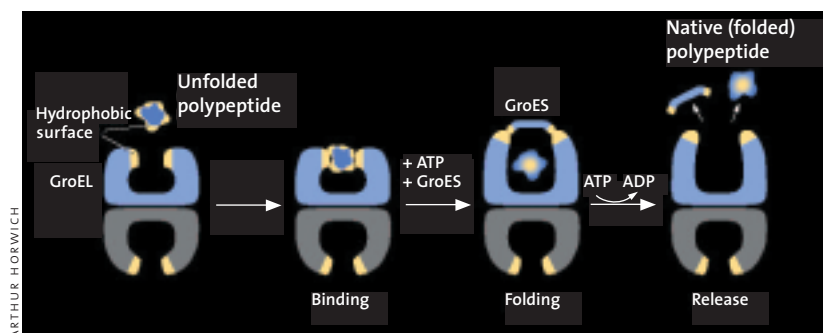 Native (folded)
polypeptide
Unfolded
polypeptide
Hydrophobic
surface
GroES
GroEL
+ ATP
+ GroES
ATP ADP
Binding
Folding
Release
ARTHUR HORWICH